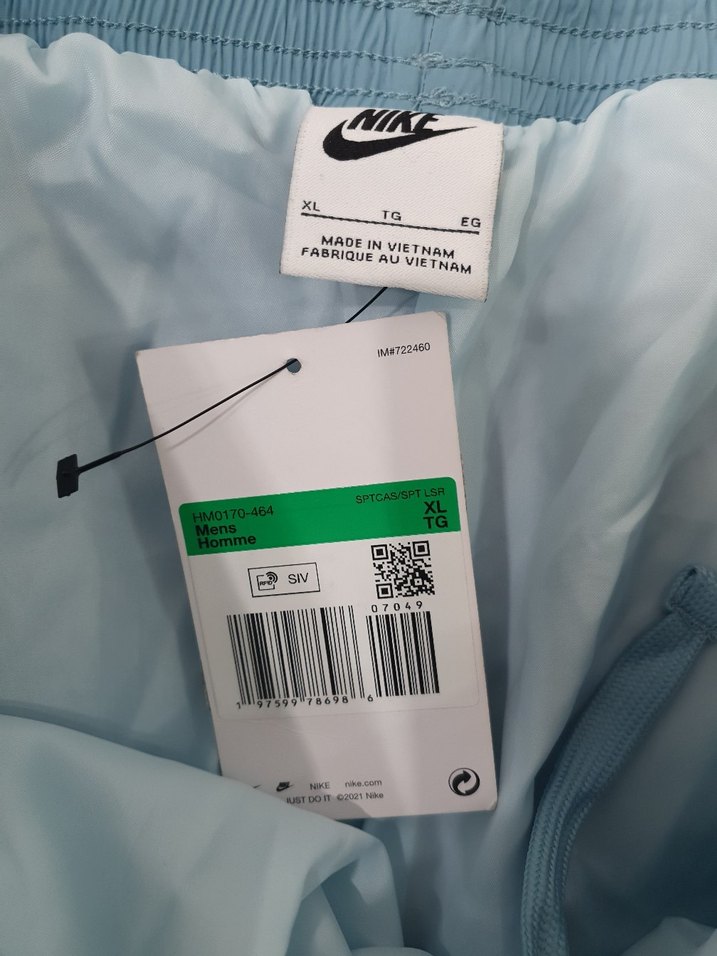 NIKE
XL TG EG
MADE IN VIETNAM
FABRIQUE AU VIETNAM
IM#722460
HM0170-464 SPTCAS/SPT LSR
Mens XL
Homme TG
RFID SIV
07049
1 97599 78698 6
NIKE nike.com
JUST DO IT ©2021 Nike